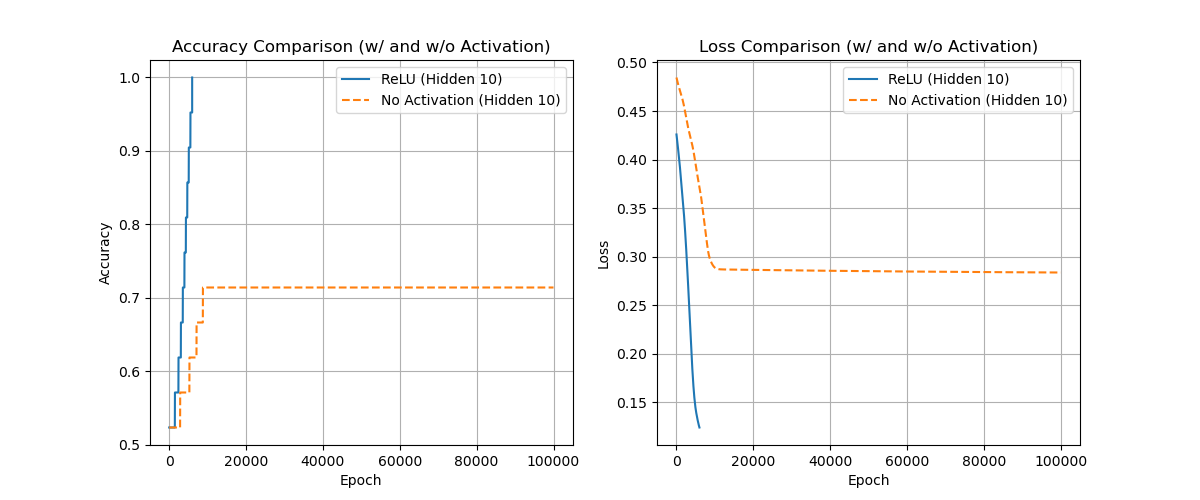 Accuracy Comparison (w/ and w/o Activation)
ReLU (Hidden 10)
No Activation (Hidden 10)
1.0
0.9
0.8
0.7
0.6
0.5
Accuracy
0 20000 40000 60000 80000 100000
Epoch
Loss Comparison (w/ and w/o Activation)
ReLU (Hidden 10)
No Activation (Hidden 10)
0.50
0.45
0.40
0.35
0.30
0.25
0.20
0.15
Loss
0 20000 40000 60000 80000 100000
Epoch